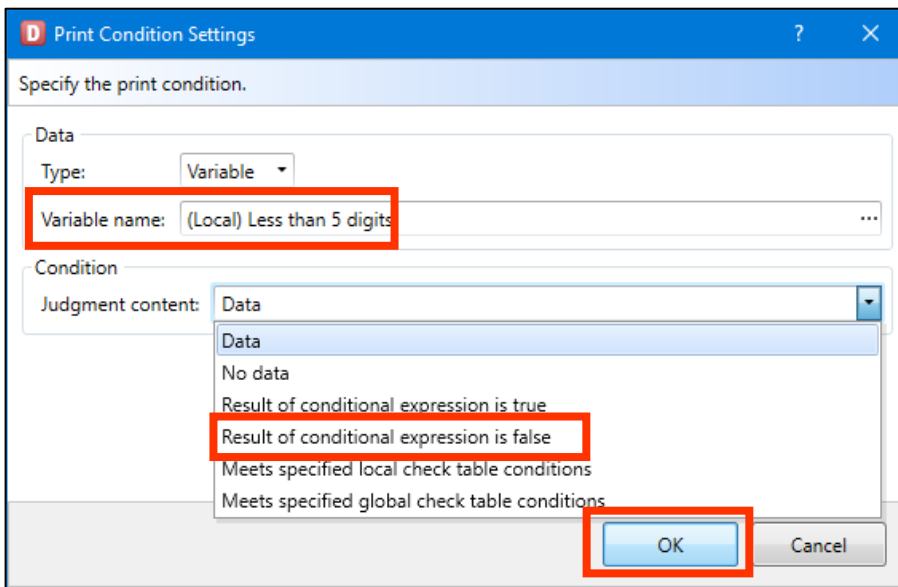 D Print Condition Settings ? ×
Specify the print condition.
Data
Type: Variable
Variable name: (Local) Less than 5 digits ...
Condition
Judgment content: Data
Data
No data
Result of conditional expression is true
Result of conditional expression is false
Meets specified local check table conditions
Meets specified global check table conditions
OK Cancel